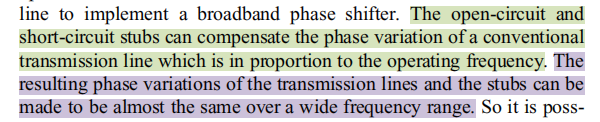 line to implement a broadband phase shifter. The open-circuit and
short-circuit stubs can compensate the phase variation of a conventional
transmission line which is in proportion to the operating frequency. The
resulting phase variations of the transmission lines and the stubs can be
made to be almost the same over a wide frequency range. So it is poss-